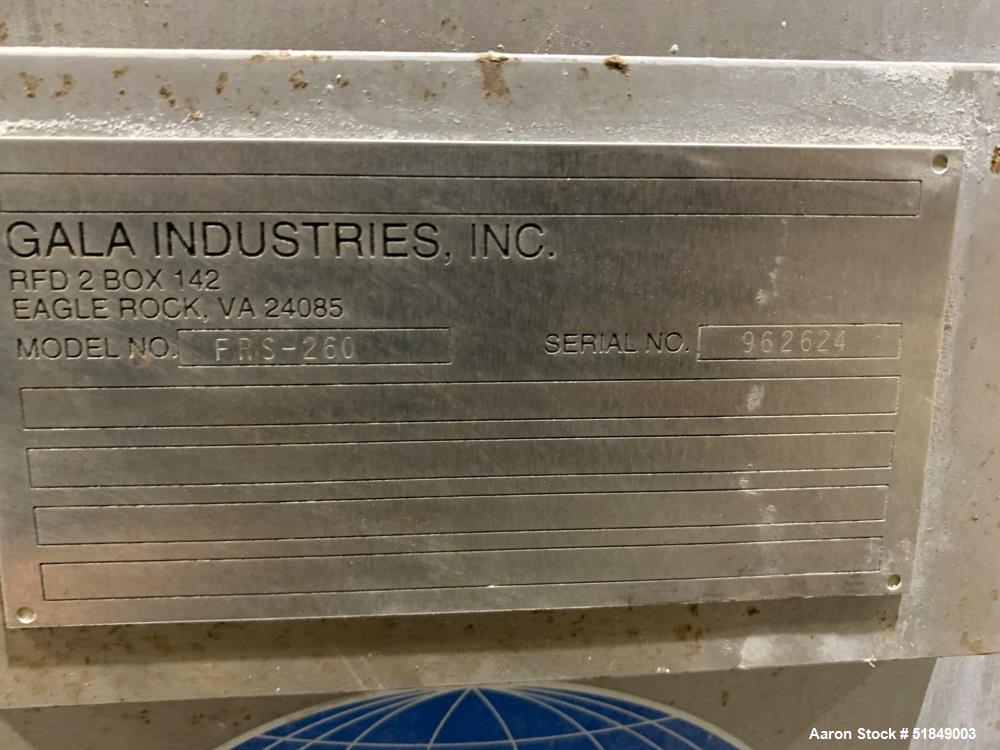 GALA INDUSTRIES, INC.
RFD 2 BOX 142
EAGLE ROCK, VA 24085
MODEL NO. FRS-260 SERIAL NO. 962624
Aaron Stock # 51849003